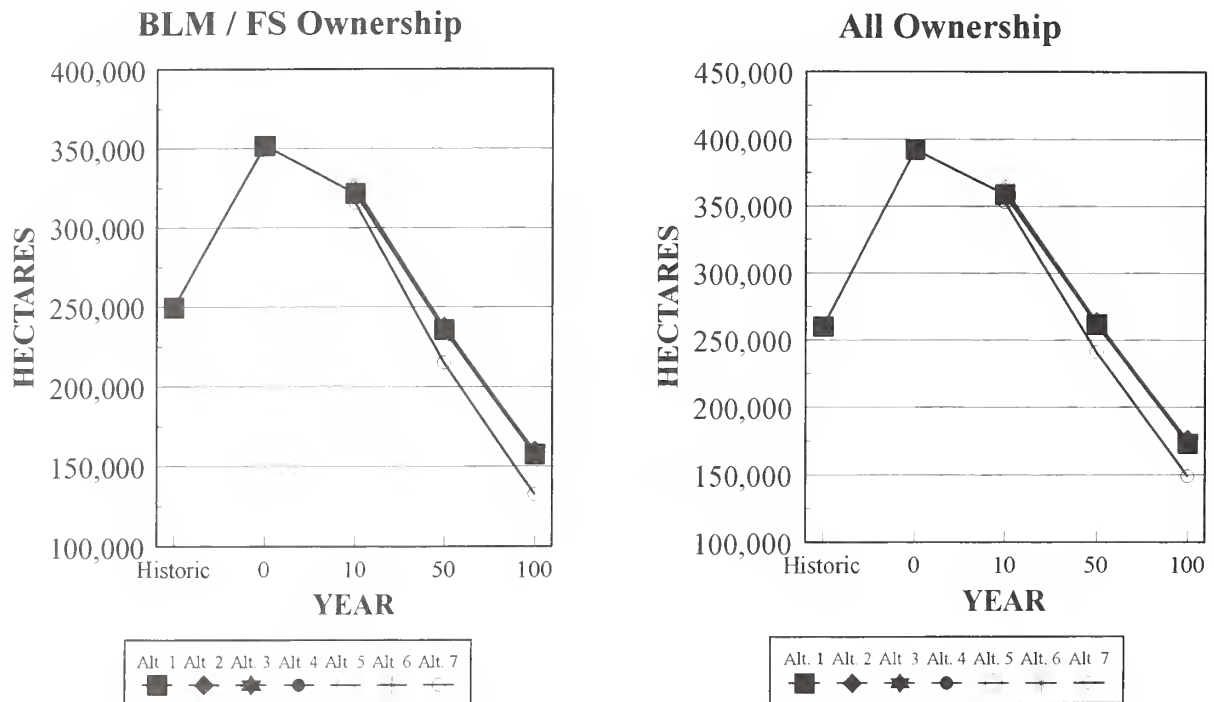 BLM / FS Ownership
400,000
350,000
300,000
250,000
200,000
150,000
100,000
HECTARES
Historic 0 10 50 100
YEAR
Alt. 1 Alt 2 Alt. 3 Alt 4 Alt 5 Alt. 6 Alt. 7
All Ownership
450,000
400,000
350,000
300,000
250,000
200,000
150,000
100,000
HECTARES
Historic 0 10 50 100
YEAR
Alt. 1 Alt. 2 Alt 3 Alt. 4 Alt. 5 Alt. 6 Alt 7